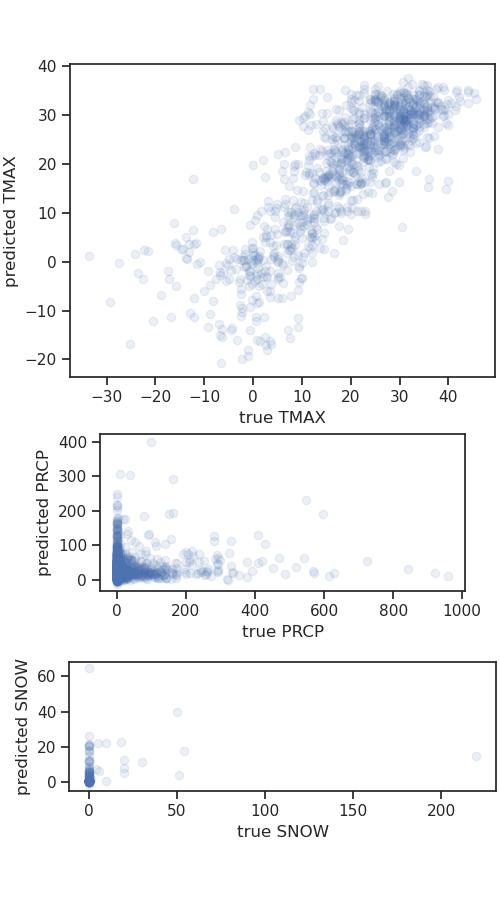 40
30
20
10
0
−10
−20
predicted TMAX
−30 −20 −10 0 10 20 30 40
true TMAX
400
300
200
100
0
predicted PRCP
0 200 400 600 800 1000
true PRCP
60
40
20
0
predicted SNOW
0 50 100 150 200
true SNOW